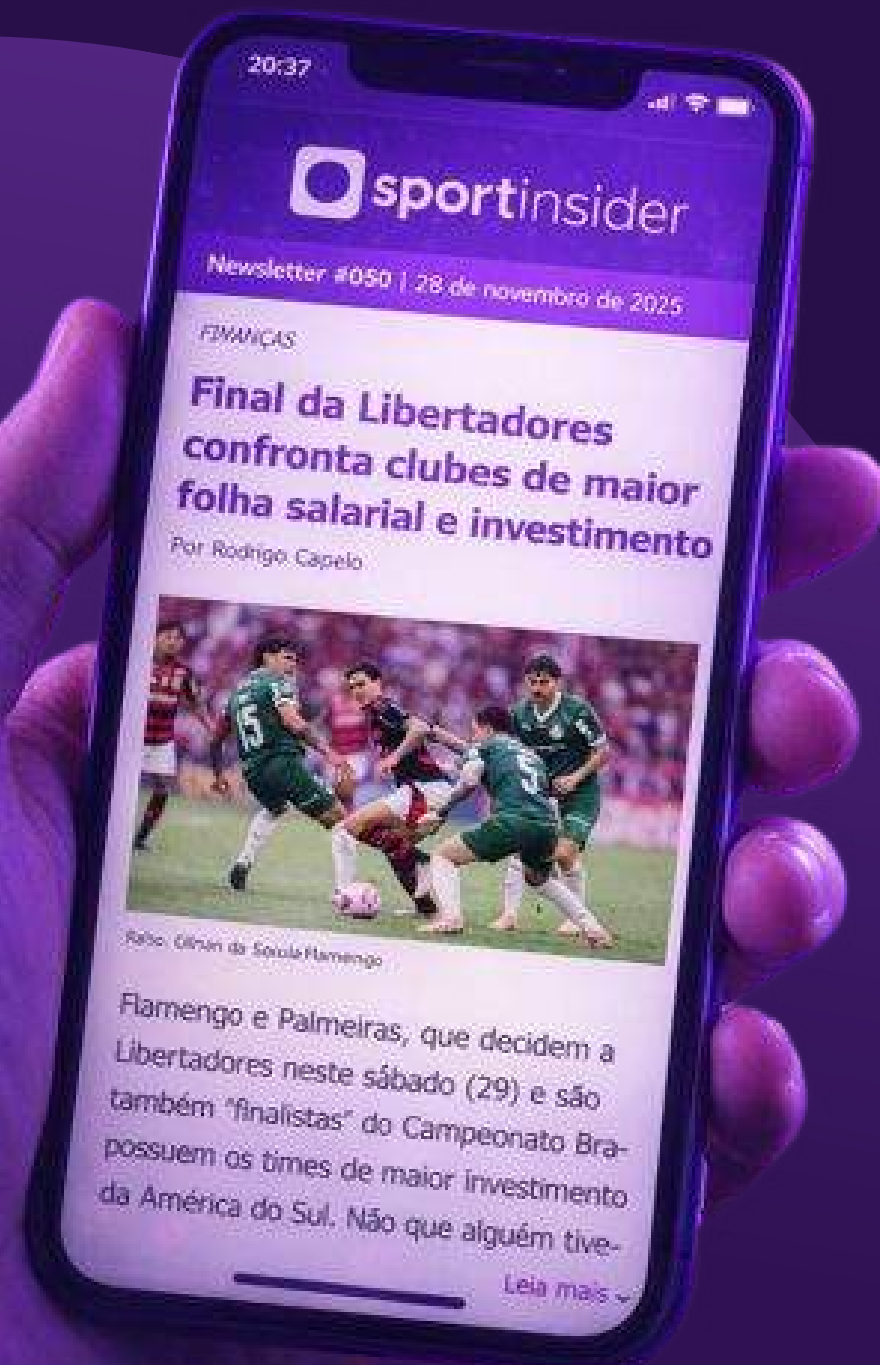 20:37
sportinsider
Newsletter #050 | 28 de novembro de 2025
FINANÇAS
Final da Libertadores
confronta clubes de maior
folha salarial e investimento
Por Rodrigo Capelo
15
5
da Flamengo
Flamengo e Palmeiras, que decidem a
Libertadores neste sábado (29) e são
também “finalistas” do Campeonato Bra-
possuem os times de maior investimento
da América do Sul. Não que alguém tive-
Leia mais